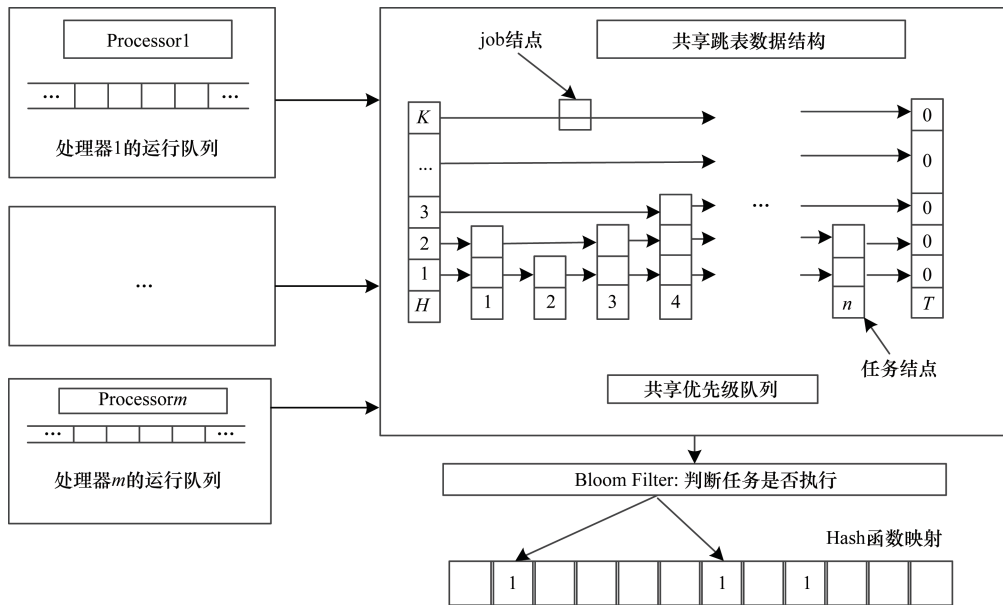 Processor1
... ...
处理器1的运行队列
...
Processorm
... ...
处理器m的运行队列
共享跳表数据结构
job结点
K 0
... 0
3 ... 0
2 0
1 0
H 1 2 3 4 n T
任务结点
共享优先级队列
Bloom Filter: 判断任务是否执行
Hash函数映射
1 1 1